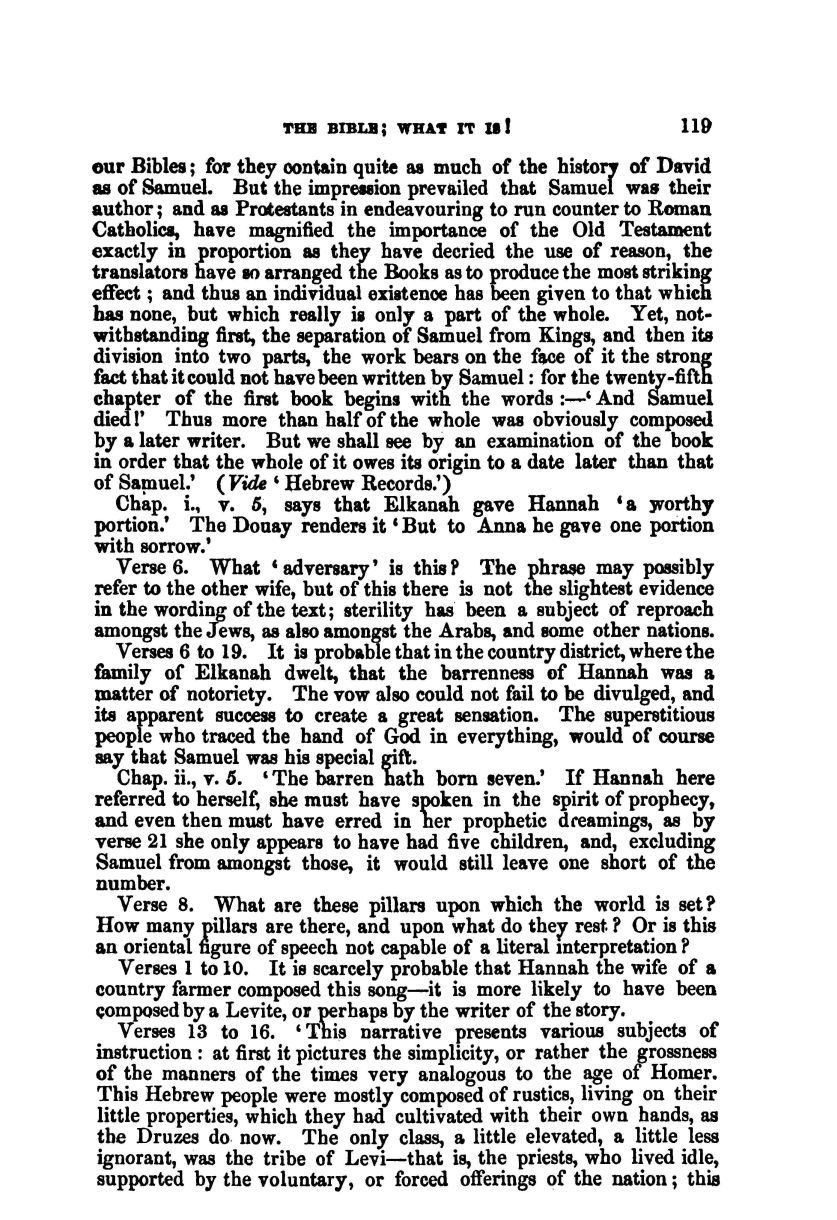 THE BIBLE; WHAT IT IS! 119
our Bibles; for they contain quite as much of the history of David
as of Samuel. But the impression prevailed that Samuel was their
author; and as Protestants in endeavouring to run counter to Roman
Catholics, have magnified the importance of the Old Testament
exactly in proportion as they have decried the use of reason, the
translators have so arranged the Books as to produce the most striking
effect; and thus an individual existence has been given to that which
has none, but which really is only a part of the whole. Yet, not-
withstanding first, the separation of Samuel from Kings, and then its
division into two parts, the work bears on the face of it the strong
fact that it could not have been written by Samuel: for the twenty-fifth
chapter of the first book begins with the words :—‘And Samuel
died!’ Thus more than half of the whole was obviously composed
by a later writer. But we shall see by an examination of the book
in order that the whole of it owes its origin to a date later than that
of Samuel.’ (Vide ‘Hebrew Records.’)
Chap. i., v. 5, says that Elkanah gave Hannah ‘a worthy
portion.’ The Douay renders it ‘But to Anna he gave one portion
with sorrow.’
Verse 6. What ‘adversary’ is this? The phrase may possibly
refer to the other wife, but of this there is not the slightest evidence
in the wording of the text; sterility has been a subject of reproach
amongst the Jews, as also amongst the Arabs, and some other nations.
Verses 6 to 19. It is probable that in the country district, where the
family of Elkanah dwelt, that the barrenness of Hannah was a
matter of notoriety. The vow also could not fail to be divulged, and
its apparent success to create a great sensation. The superstitious
people who traced the hand of God in everything, would of course
say that Samuel was his special gift.
Chap. ii., v. 5. ‘The barren hath born seven.’ If Hannah here
referred to herself, she must have spoken in the spirit of prophecy,
and even then must have erred in her prophetic dreamings, as by
verse 21 she only appears to have had five children, and, excluding
Samuel from amongst those, it would still leave one short of the
number.
Verse 8. What are these pillars upon which the world is set?
How many pillars are there, and upon what do they rest? Or is this
an oriental figure of speech not capable of a literal interpretation?
Verses 1 to 10. It is scarcely probable that Hannah the wife of a
country farmer composed this song—it is more likely to have been
composed by a Levite, or perhaps by the writer of the story.
Verses 13 to 16. ‘This narrative presents various subjects of
instruction: at first it pictures the simplicity, or rather the grossness
of the manners of the times very analogous to the age of Homer.
This Hebrew people were mostly composed of rustics, living on their
little properties, which they had cultivated with their own hands, as
the Druzes do now. The only class, a little elevated, a little less
ignorant, was the tribe of Levi—that is, the priests, who lived idle,
supported by the voluntary, or forced offerings of the nation; this